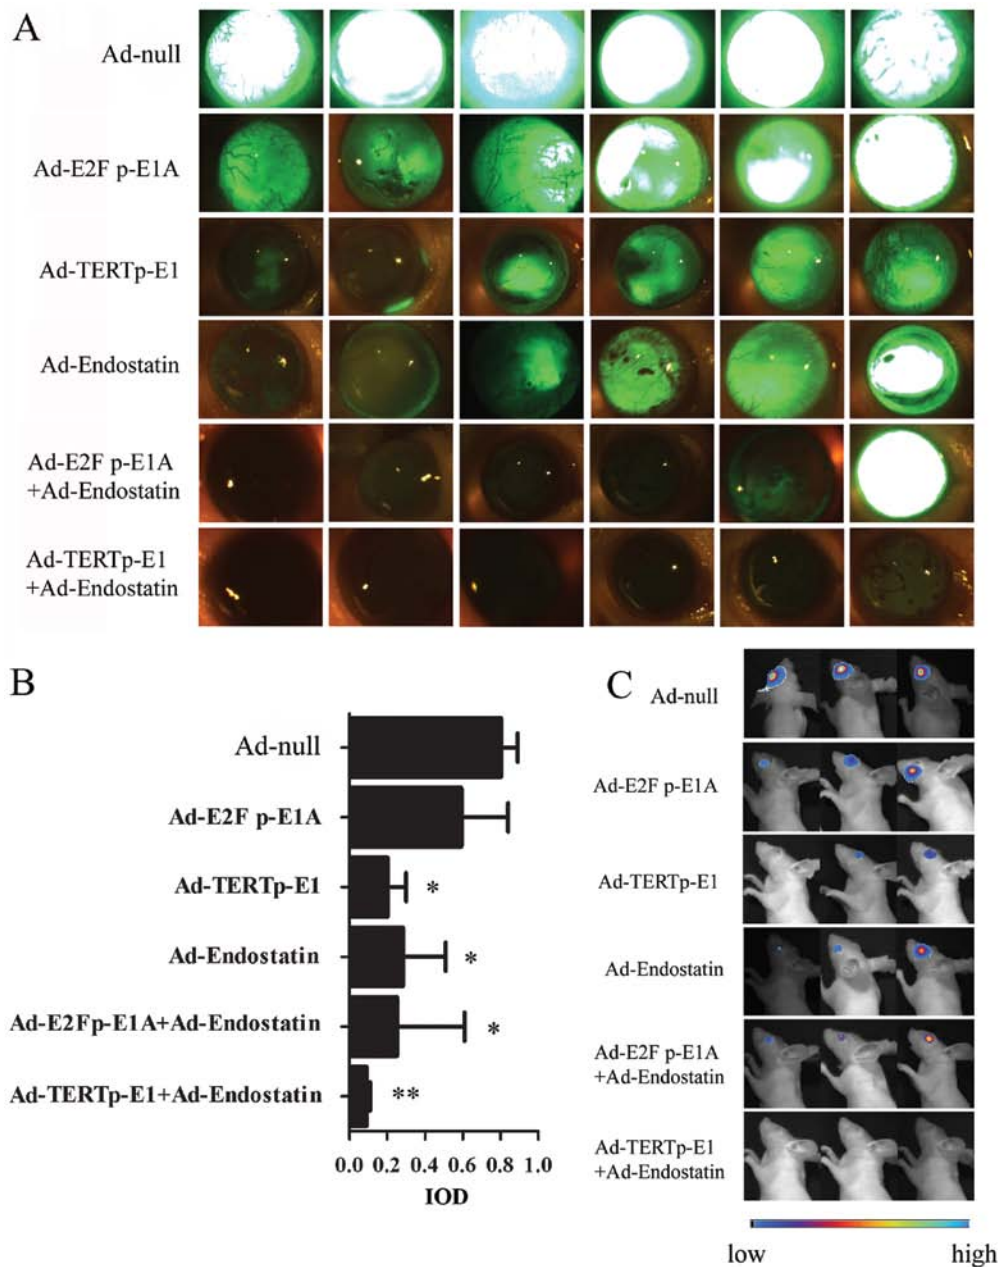 A
Ad-null
Ad-E2F p-E1A
Ad-TERTp-E1
Ad-Endostatin
Ad-E2F p-E1A
+Ad-Endostatin
Ad-TERTp-E1
+Ad-Endostatin
B
Ad-null
Ad-E2F p-E1A
Ad-TERTp-E1
*
Ad-Endostatin
*
Ad-E2Fp-E1A+Ad-Endostatin
*
Ad-TERTp-E1+Ad-Endostatin
**
0.0 0.2 0.4 0.6 0.8 1.0
IOD
C
Ad-null
Ad-E2F p-E1A
Ad-TERTp-E1
Ad-Endostatin
Ad-E2F p-E1A
+Ad-Endostatin
Ad-TERTp-E1
+Ad-Endostatin
low high